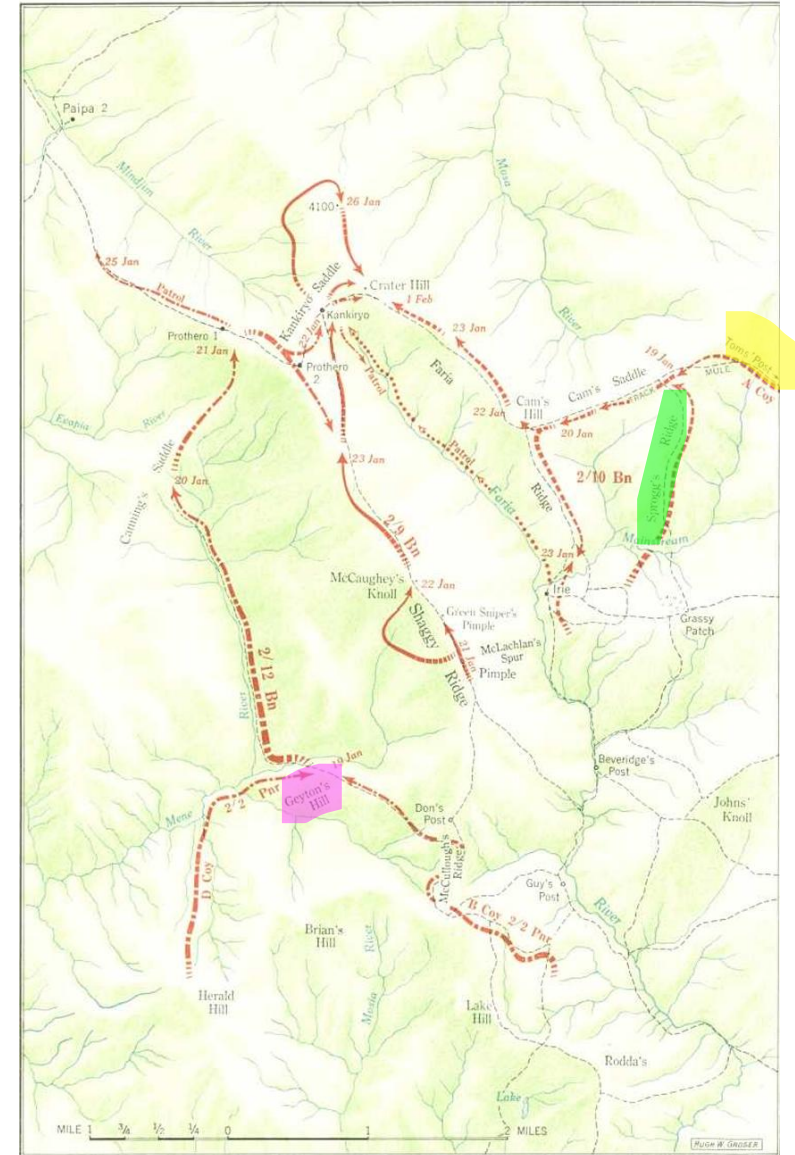 Paipa 2
Mindjim
River
Mosa
River
4100
26 Jan
25 Jan
Patrol
Kankiryo Saddle
Crater Hill
1 Feb
Kankiryo
22 Jan
Prothero 1
21 Jan
Prothero
2
Patrol
23 Jan
Faria
Ridge
Cam's Saddle
19 Jan
Toms' Post
MULE
TRACK
A Coy
Evapia
River
Cam's
Hill
22 Jan
20 Jan
2/10 Bn
Sprogg's Ridge
Canning's Saddle
20 Jan
23 Jan
Patrol
Faria
2/9 Bn
23 Jan
Mainstream
McCaughey's
Knoll
22 Jan
Irie
Green Sniper's
Pimple
Grassy
Patch
Shaggy
Ridge
21 Jan
McLachlan's
Spur
Pimple
2/12 Bn
River
19 Jan
Beveridge's
Post
2/2 Pnr
Geyton's
Hill
Mene
Don's
Post
Johns'
Knoll
McCullough's
Ridge
D Coy
Guy's
Post
River
B Coy 2/2 Pnr
Brian's
Hill
River
Mosia
Herald
Hill
Lake
Hill
Rodda's
Lake
MILE 1 3/4 1/2 1/4 0 1 2 MILES
HUGH W. GROSER